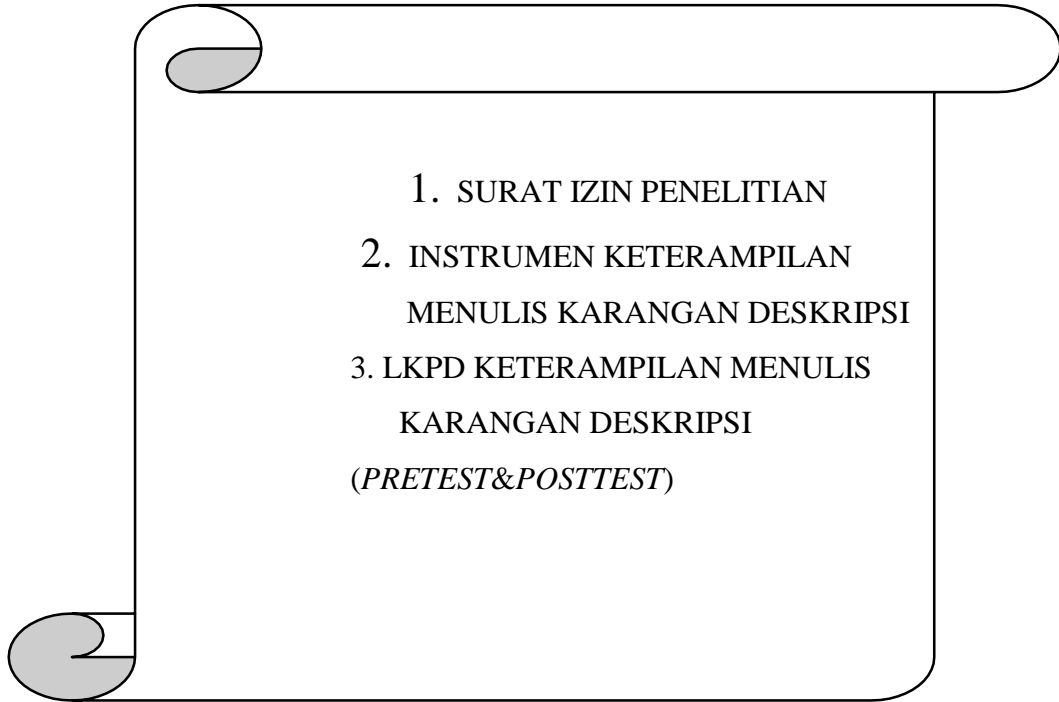 1. SURAT IZIN PENELITIAN
2. INSTRUMEN KETERAMPILAN
MENULIS KARANGAN DESKRIPSI
3. LKPD KETERAMPILAN MENULIS
KARANGAN DESKRIPSI
(PRETEST&POSTTEST)